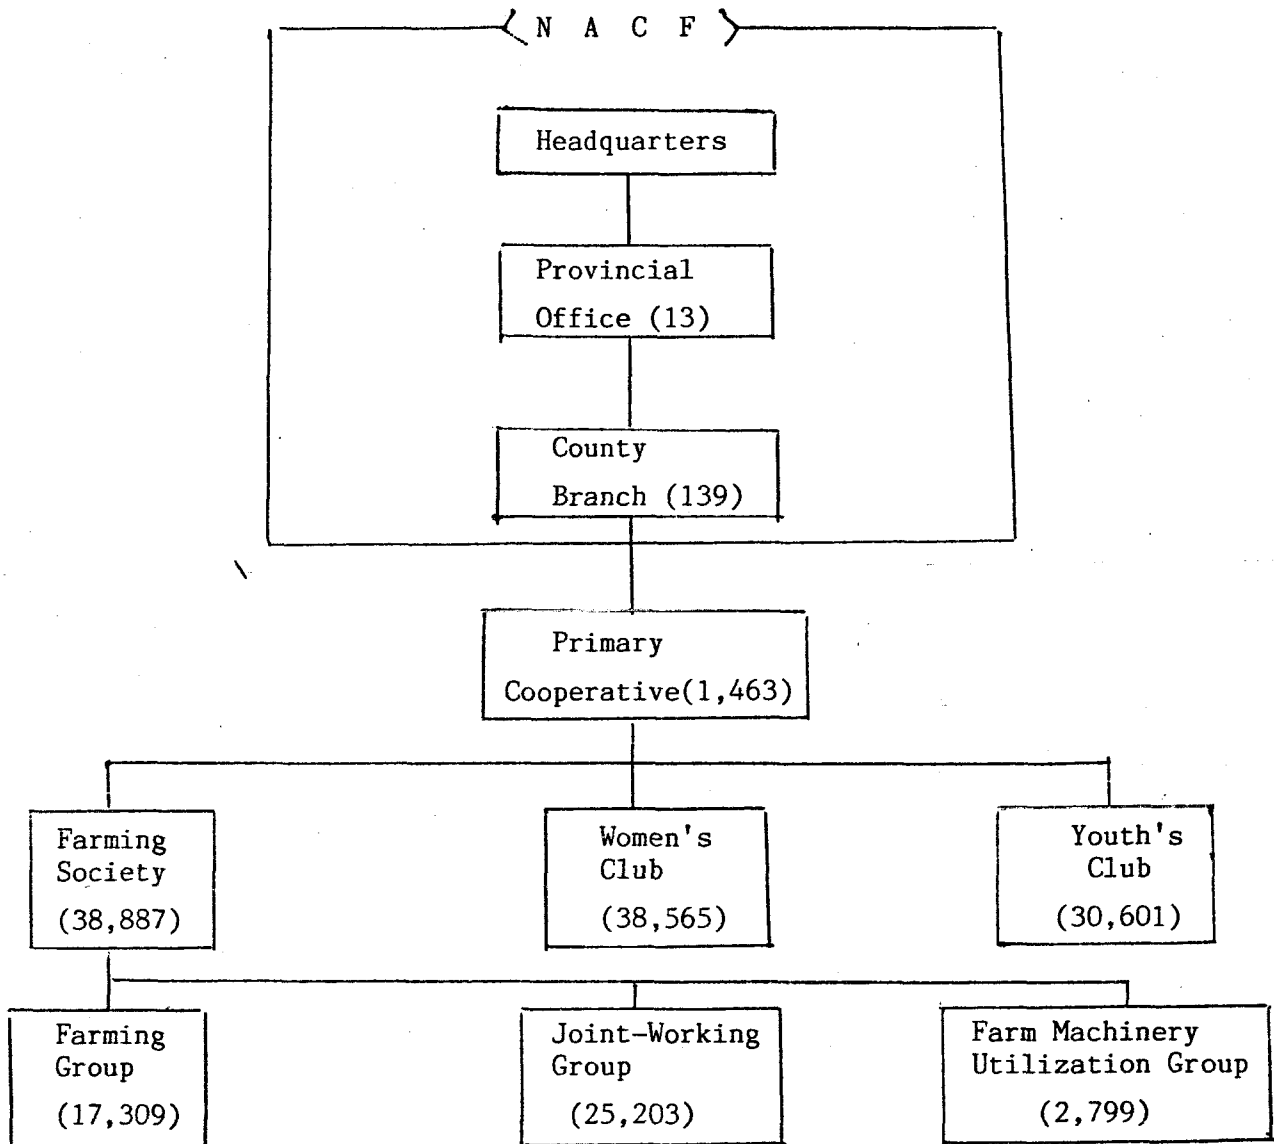 N A C F
Headquarters
Provincial
Office (13)
County
Branch (139)
Primary
Cooperative(1,463)
Farming
Society
(38,887)
Women's
Club
(38,565)
Youth's
Club
(30,601)
Farming
Group
(17,309)
Joint-Working
Group
(25,203)
Farm Machinery
Utilization Group
(2,799)